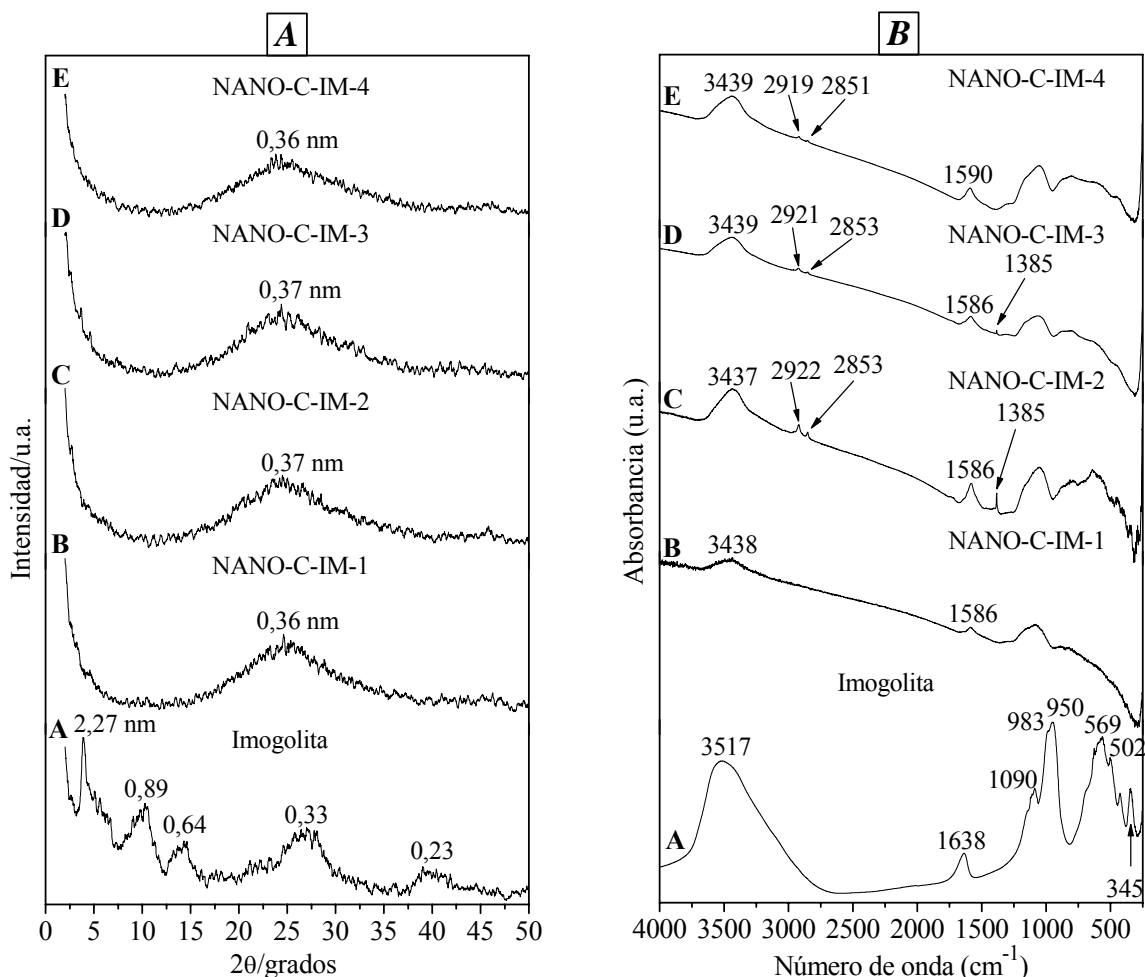 A
E
NANO-C-IM-4
0,36 nm
D
NANO-C-IM-3
0,37 nm
C
NANO-C-IM-2
0,37 nm
B
NANO-C-IM-1
0,36 nm
A
2,27 nm
Imogolita
0,89
0,64
0,33
0,23
0 5 10 15 20 25 30 35 40 45 50
2θ/grados
Intensidad/u.a.
B
NANO-C-IM-4
E
3439
2919
2851
1590
NANO-C-IM-3
D
3439
2921
2853
1586
1385
NANO-C-IM-2
C
3437
2922
2853
1586
1385
NANO-C-IM-1
B
3438
1586
Imogolita
A
3517
1638
1090
983
950
569
502
345
4000 3500 3000 2500 2000 1500 1000 500
Número de onda (cm⁻¹)
Absorbancia (u.a.)